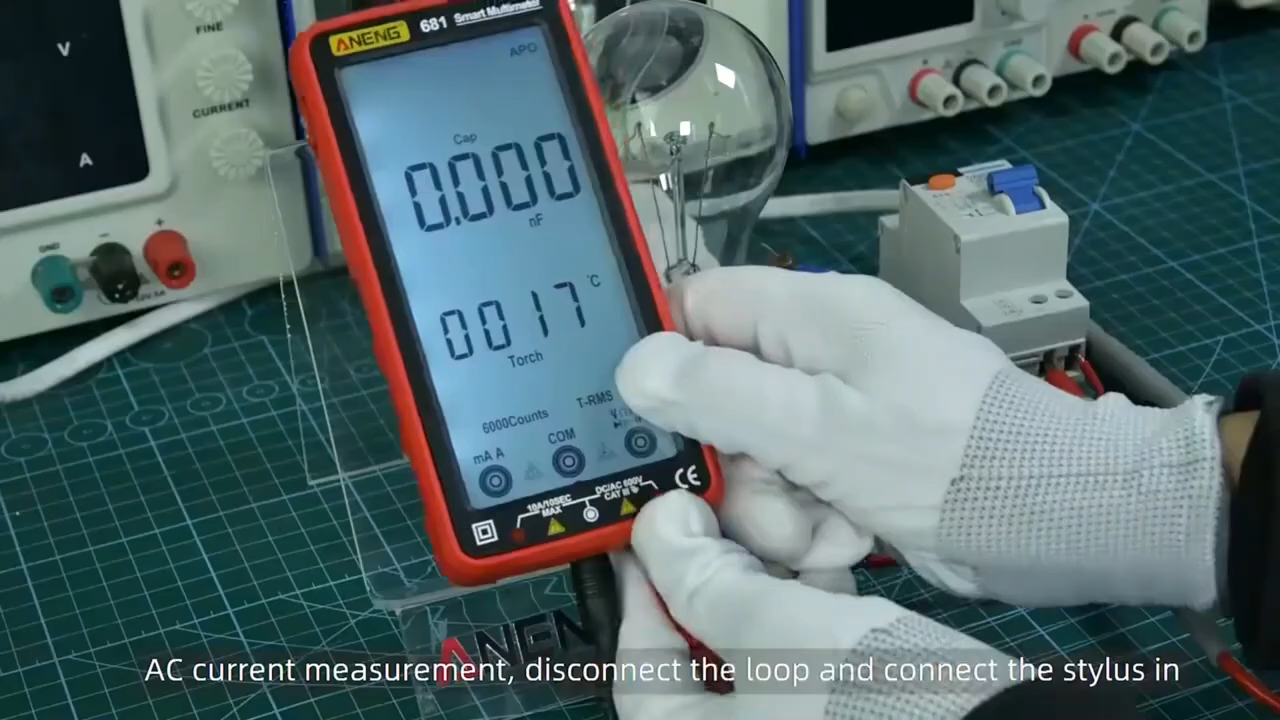 FINE
V
CURRENT
A
GND
-
+
ANENG 681 Smart Multimeter
APO
Cap
0.000
nF
0017 °C
Torch
6000Counts T-RMS
mA A COM V
10A/10SEC MAX
DC/AC 600V
CAT III
CE
ANEN
AC current measurement, disconnect the loop and connect the stylus in